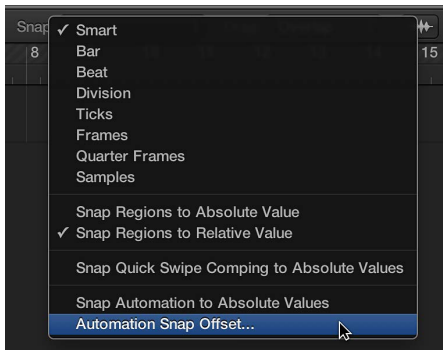 Snap
✓ Smart
Bar
Beat
Division
Ticks
Frames
Quarter Frames
Samples
Snap Regions to Absolute Value
✓ Snap Regions to Relative Value
Snap Quick Swipe Comping to Absolute Values
Snap Automation to Absolute Values
Automation Snap Offset...
8
15